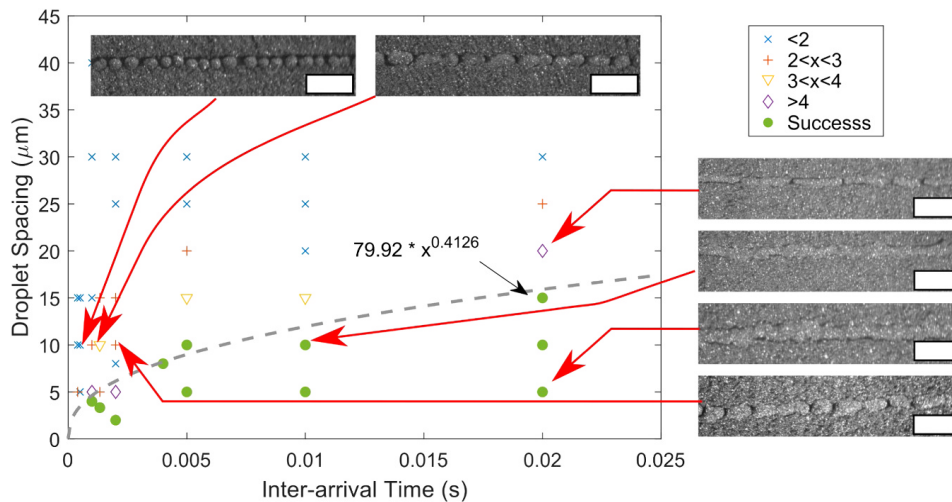 45
40
35
30
25
20
15
10
5
0
Droplet Spacing (μm)
0 0.005 0.01 0.015 0.02 0.025
Inter-arrival Time (s)
79.92 * x^0.4126
<2
2<x<3
3<x<4
>4
Successs